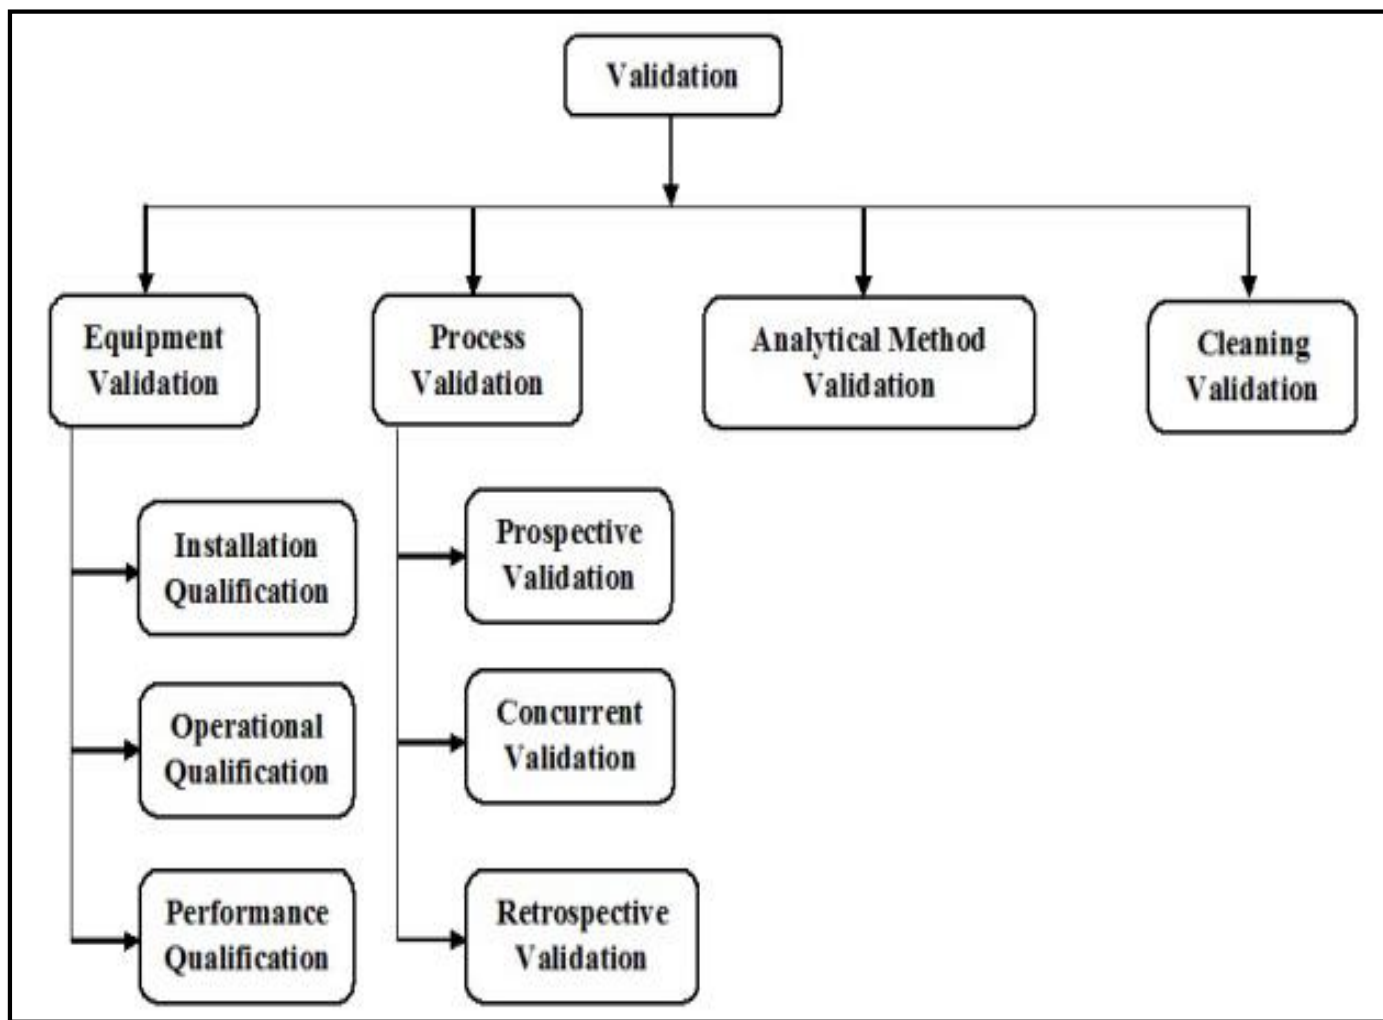 Validation
Equipment
Validation
Process
Validation
Analytical Method
Validation
Cleaning
Validation
Installation
Qualification
Operational
Qualification
Performance
Qualification
Prospective
Validation
Concurrent
Validation
Retrospective
Validation